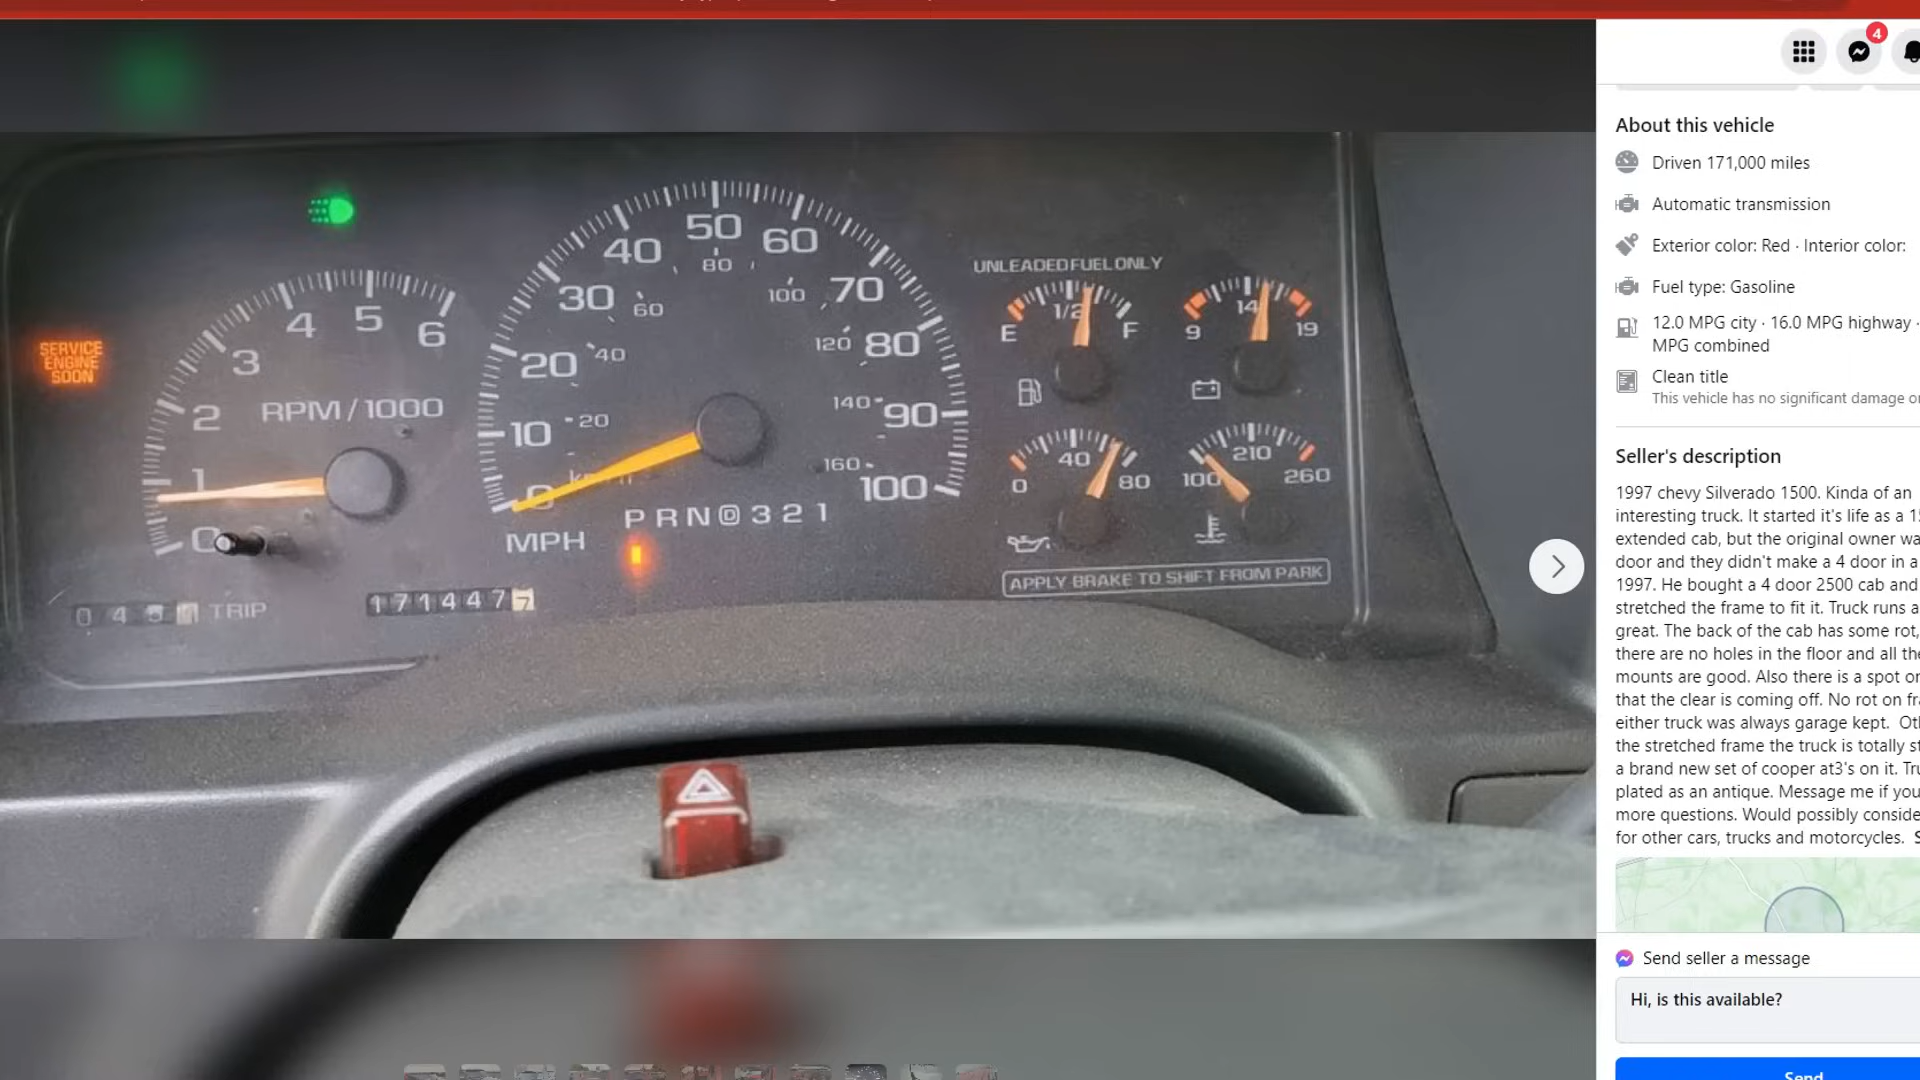 SERVICE
ENGINE
SOON
0 1 2 3 4 5 6
RPM/1000
0 10 20 30 40 50 60 70 80 90 100
20 40 60 80 100 120 140 160
MPH
P R N D 3 2 1
TRIP
1714477
UNLEADED FUEL ONLY
E 1/2 F
9 14 19
0 40 80
100 210 260
APPLY BRAKE TO SHIFT FROM PARK
4
About this vehicle
Driven 171,000 miles
Automatic transmission
Exterior color: Red · Interior color:
Fuel type: Gasoline
12.0 MPG city · 16.0 MPG highway ·
MPG combined
Clean title
This vehicle has no significant damage
Seller's description
1997 chevy Silverado 1500. Kinda of an
interesting truck. It started it's life as a
extended cab, but the original owner
door and they didn't make a 4 door in a
1997. He bought a 4 door 2500 cab and
stretched the frame to fit it. Truck runs
great. The back of the cab has some rot,
there are no holes in the floor and all
mounts are good. Also there is a spot
that the clear is coming off. No rot on
either truck was always garage kept.
the stretched frame the truck is totally
a brand new set of cooper at3's on it.
plated as an antique. Message me if you
more questions. Would possibly
for other cars, trucks and motorcycles.
Send seller a message
Hi, is this available?
Send